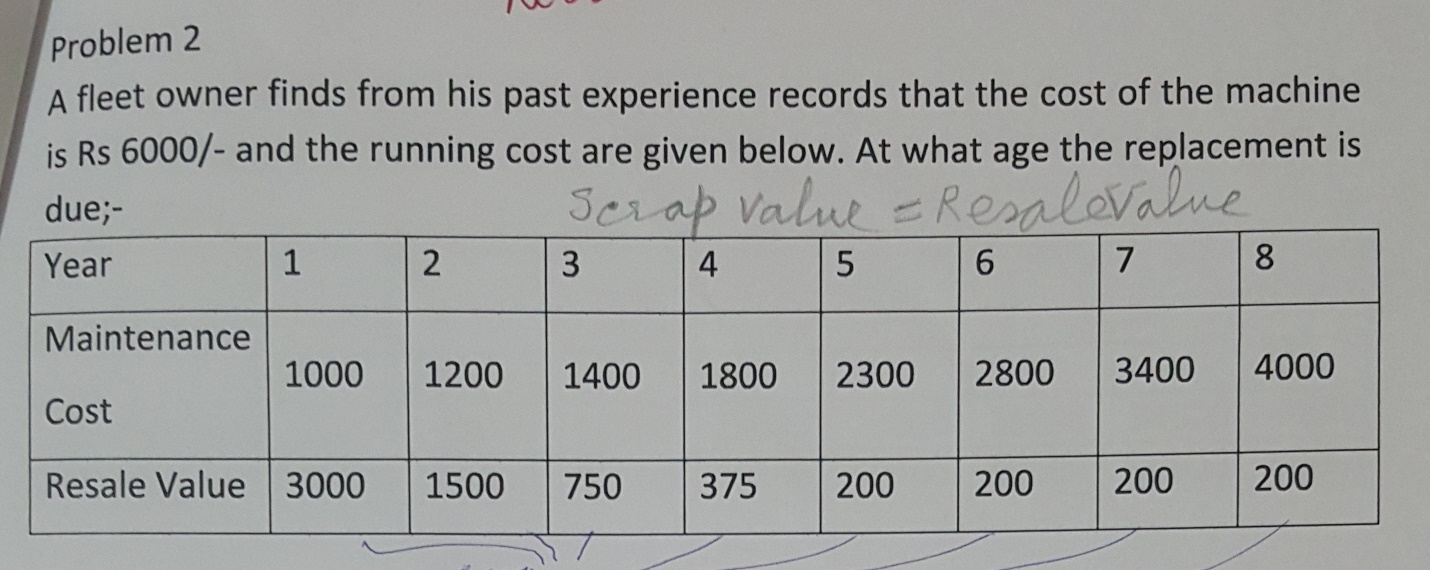 Problem 2
A fleet owner finds from his past experience records that the cost of the machine
is Rs 6000/- and the running cost are given below. At what age the replacement is
due;-
Scrap value = Resale Value
Year 1 2 3 4 5 6 7 8
Maintenance
Cost 1000 1200 1400 1800 2300 2800 3400 4000
Resale Value 3000 1500 750 375 200 200 200 200